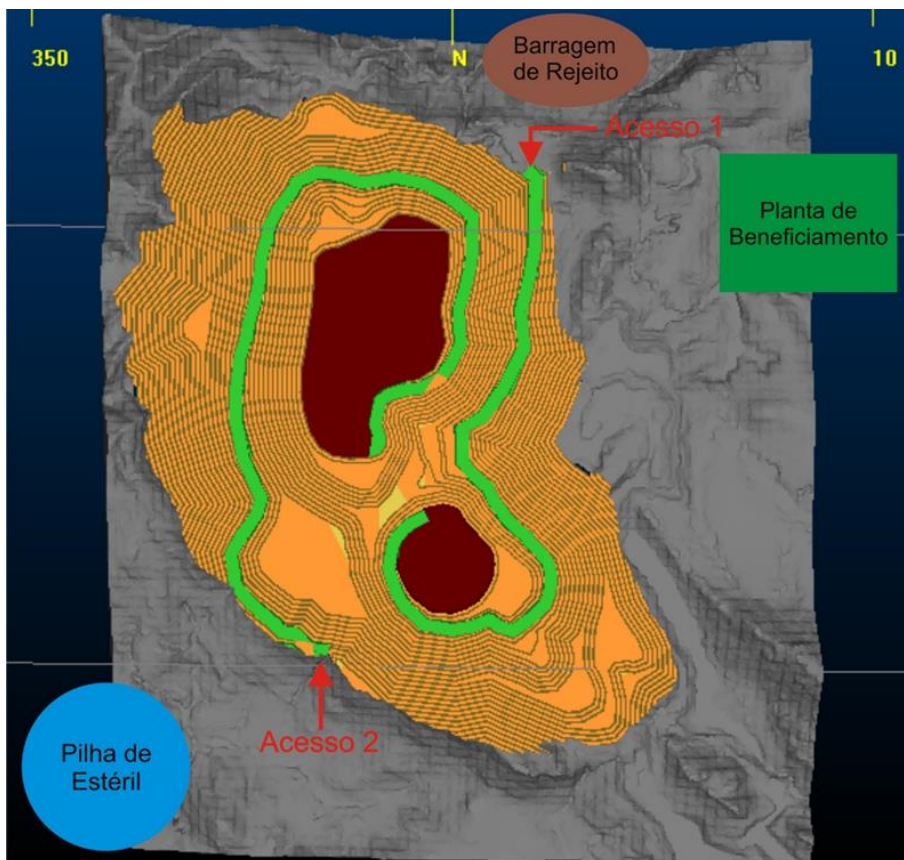 350
N
10
Barragem
de Rejeito
Acesso 1
Planta de
Beneficiamento
Acesso 2
Pilha de
Estéril